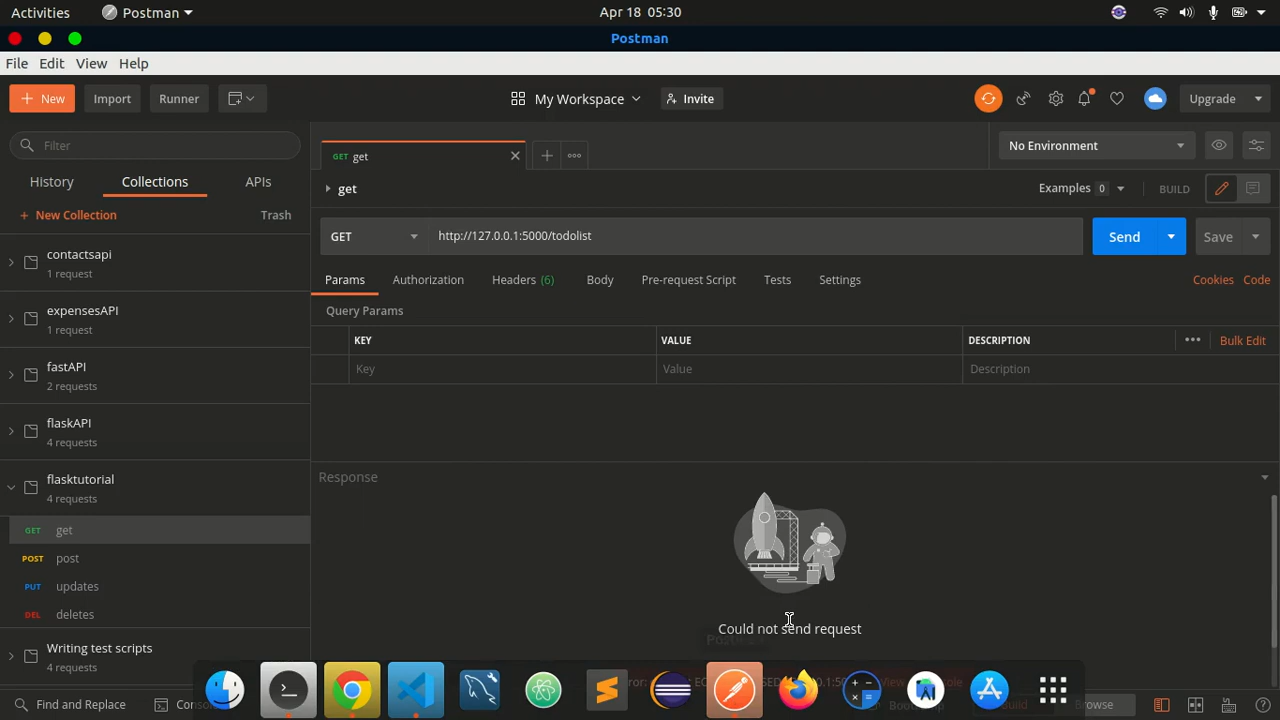 Activities
Postman
Apr 18 05:30
Postman
File Edit View Help
New
Import
Runner
My Workspace
Invite
Upgrade
Filter
History
Collections
APIs
New Collection
Trash
contactsapi
1 request
expensesAPI
1 request
fastAPI
2 requests
flaskAPI
4 requests
flasktutorial
4 requests
GET get
POST post
PUT updates
DEL deletes
Writing test scripts
4 requests
Find and Replace
GET get
No Environment
get
Examples 0
BUILD
GET
http://127.0.0.1:5000/todolist
Send
Save
Params
Authorization
Headers (6)
Body
Pre-request Script
Tests
Settings
Cookies
Code
Query Params
KEY
VALUE
DESCRIPTION
Bulk Edit
Key
Value
Description
Response
Could not send request
Browse